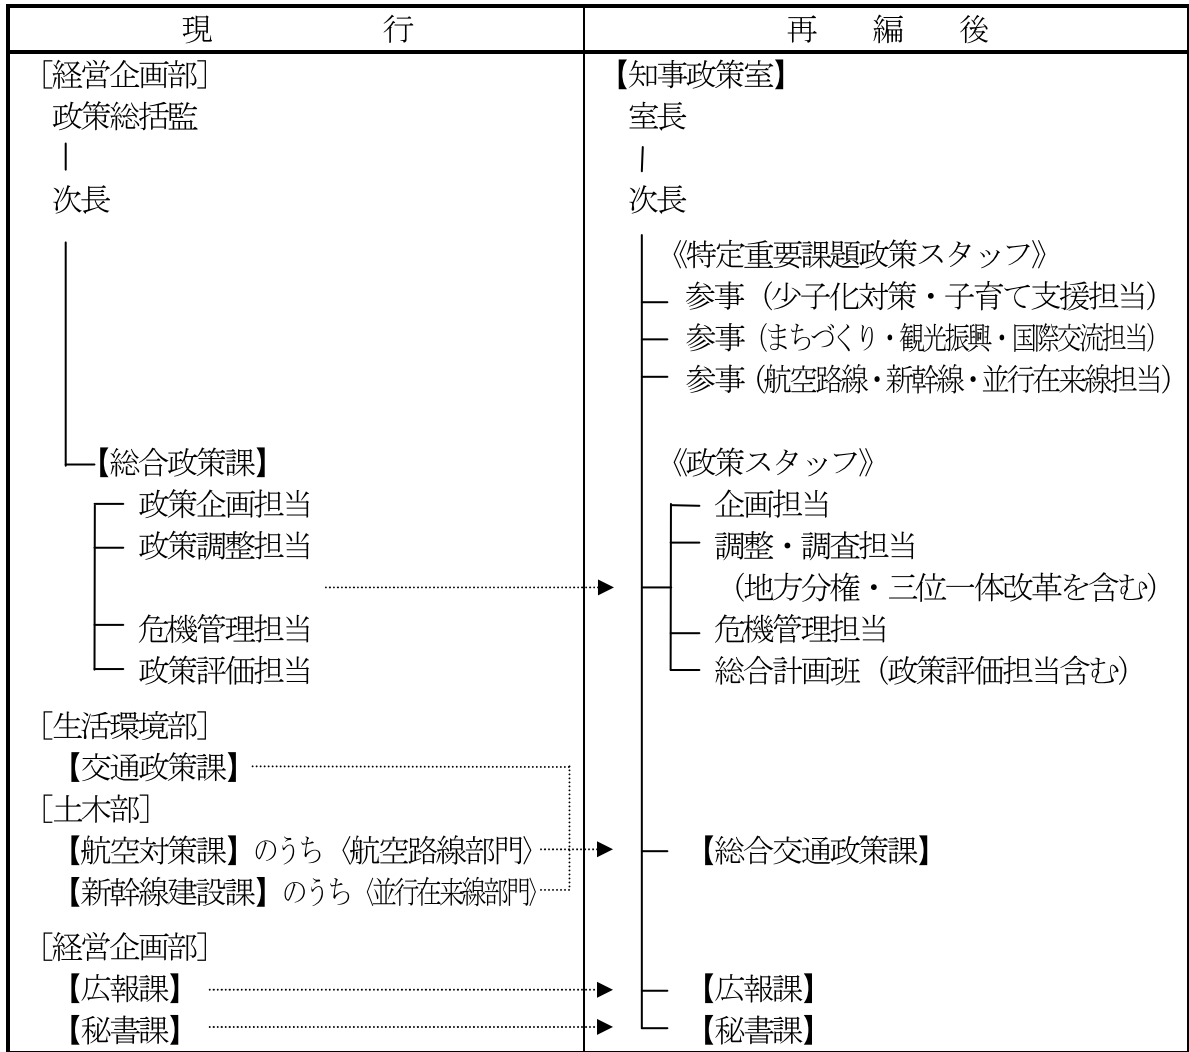 現行
[経営企画部]
政策総括監
次長
【総合政策課】
政策企画担当
政策調整担当
危機管理担当
政策評価担当
[生活環境部]
【交通政策課】
[土木部]
【航空対策課】のうち〈航空路線部門〉
【新幹線建設課】のうち〈並行在来線部門〉
[経営企画部]
【広報課】
【秘書課】
再編後
【知事政策室】
室長
次長
《特定重要課題政策スタッフ》
参事（少子化対策・子育て支援担当）
参事（まちづくり・観光振興・国際交流担当）
参事（航空路線・新幹線・並行在来線担当）
《政策スタッフ》
企画担当
調整・調査担当
（地方分権・三位一体改革を含む）
危機管理担当
総合計画班（政策評価担当含む）
【総合交通政策課】
【広報課】
【秘書課】